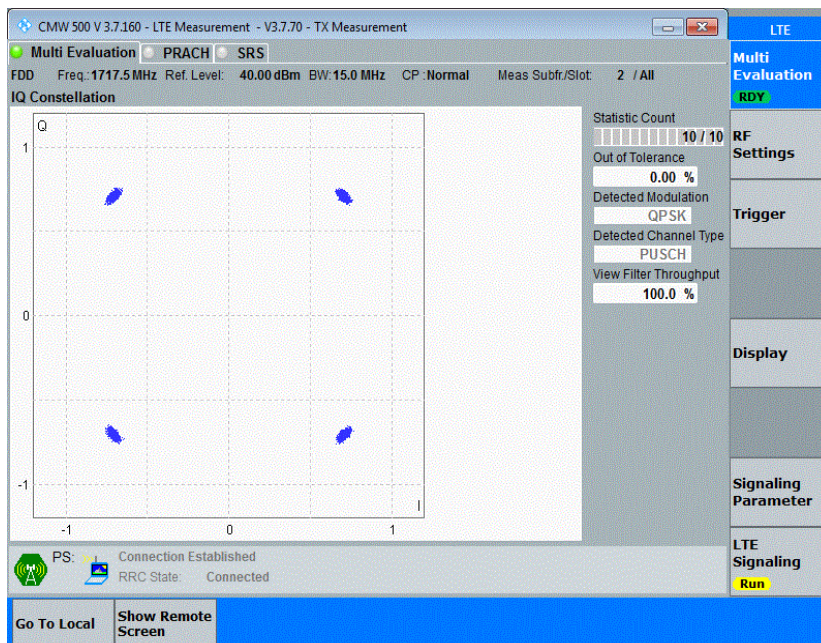 CMW 500 V 3.7.160 - LTE Measurement - V3.7.70 - TX Measurement
LTE
Multi Evaluation PRACH SRS
FDD Freq.: 1717.5 MHz Ref. Level: 40.00 dBm BW: 15.0 MHz CP : Normal Meas Subfr./Slot: 2 / All
IQ Constellation
Q
1
0
-1
-1 0 1
I
Statistic Count
10 / 10
Out of Tolerance
0.00 %
Detected Modulation
QPSK
Detected Channel Type
PUSCH
View Filter Throughput
100.0 %
Multi
Evaluation
RDY
RF
Settings
Trigger
Display
Signaling
Parameter
LTE
Signaling
Run
PS: Connection Established
RRC State: Connected
Go To Local
Show Remote
Screen